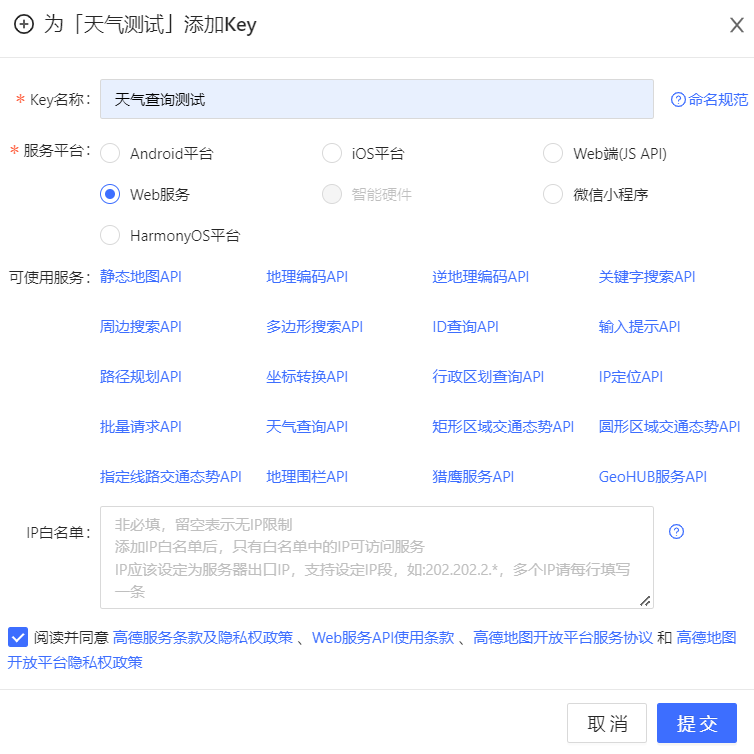 为「天气测试」添加Key
* Key名称: 天气查询测试 命名规范
* 服务平台: Android平台 iOS平台 Web端(JS API)
Web服务 智能硬件 微信小程序
HarmonyOS平台
可使用服务: 静态地图API 地理编码API 逆地理编码API 关键字搜索API
周边搜索API 多边形搜索API ID查询API 输入提示API
路径规划API 坐标转换API 行政区划查询API IP定位API
批量请求API 天气查询API 矩形区域交通态势API 圆形区域交通态势API
指定线路交通态势API 地理围栏API 猎鹰服务API GeoHUB服务API
IP白名单: 非必填，留空表示无IP限制
添加IP白名单后，只有白名单中的IP可访问服务
IP应该设定为服务器出口IP，支持设定IP段，如:202.202.2.*，多个IP请每行填写
一条
阅读并同意 高德服务条款及隐私权政策 、Web服务API使用条款 、高德地图开放平台服务协议 和 高德地图
开放平台隐私权政策
取消 提交